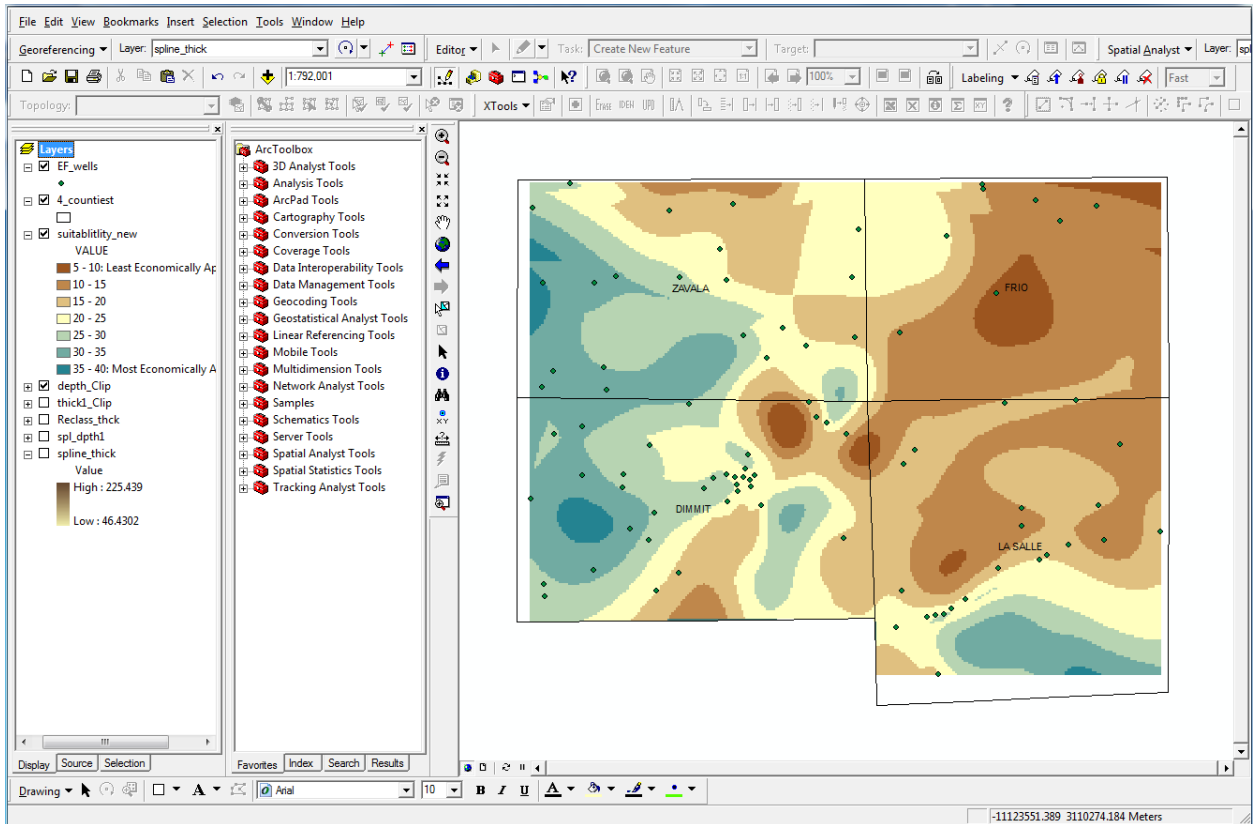 File Edit View Bookmarks Insert Selection Tools Window Help
Georeferencing Layer: spline_thick Editor Task: Create New Feature Target: Spatial Analyst Layer: spl
1:792,001 100% Labeling Fast
Topology: XTools ERASE IDEN UPD XY
Layers
EF_wells
4_countiest
suitablitlity_new
VALUE
5 - 10: Least Economically Ap
10 - 15
15 - 20
20 - 25
25 - 30
30 - 35
35 - 40: Most Economically A
depth_Clip
thick1_Clip
Reclass_thck
spl_dpth1
spline_thick
Value
High : 225.439
Low : 46.4302
Display Source Selection
ArcToolbox
3D Analyst Tools
Analysis Tools
ArcPad Tools
Cartography Tools
Conversion Tools
Coverage Tools
Data Interoperability Tools
Data Management Tools
Geocoding Tools
Geostatistical Analyst Tools
Linear Referencing Tools
Mobile Tools
Multidimension Tools
Network Analyst Tools
Samples
Schematics Tools
Server Tools
Spatial Analyst Tools
Spatial Statistics Tools
Tracking Analyst Tools
Favorites Index Search Results
XY
ZAVALA
FRIO
DIMMIT
LA SALLE
Drawing A Arial 10 B I U A
-11123551.389 3110274.184 Meters